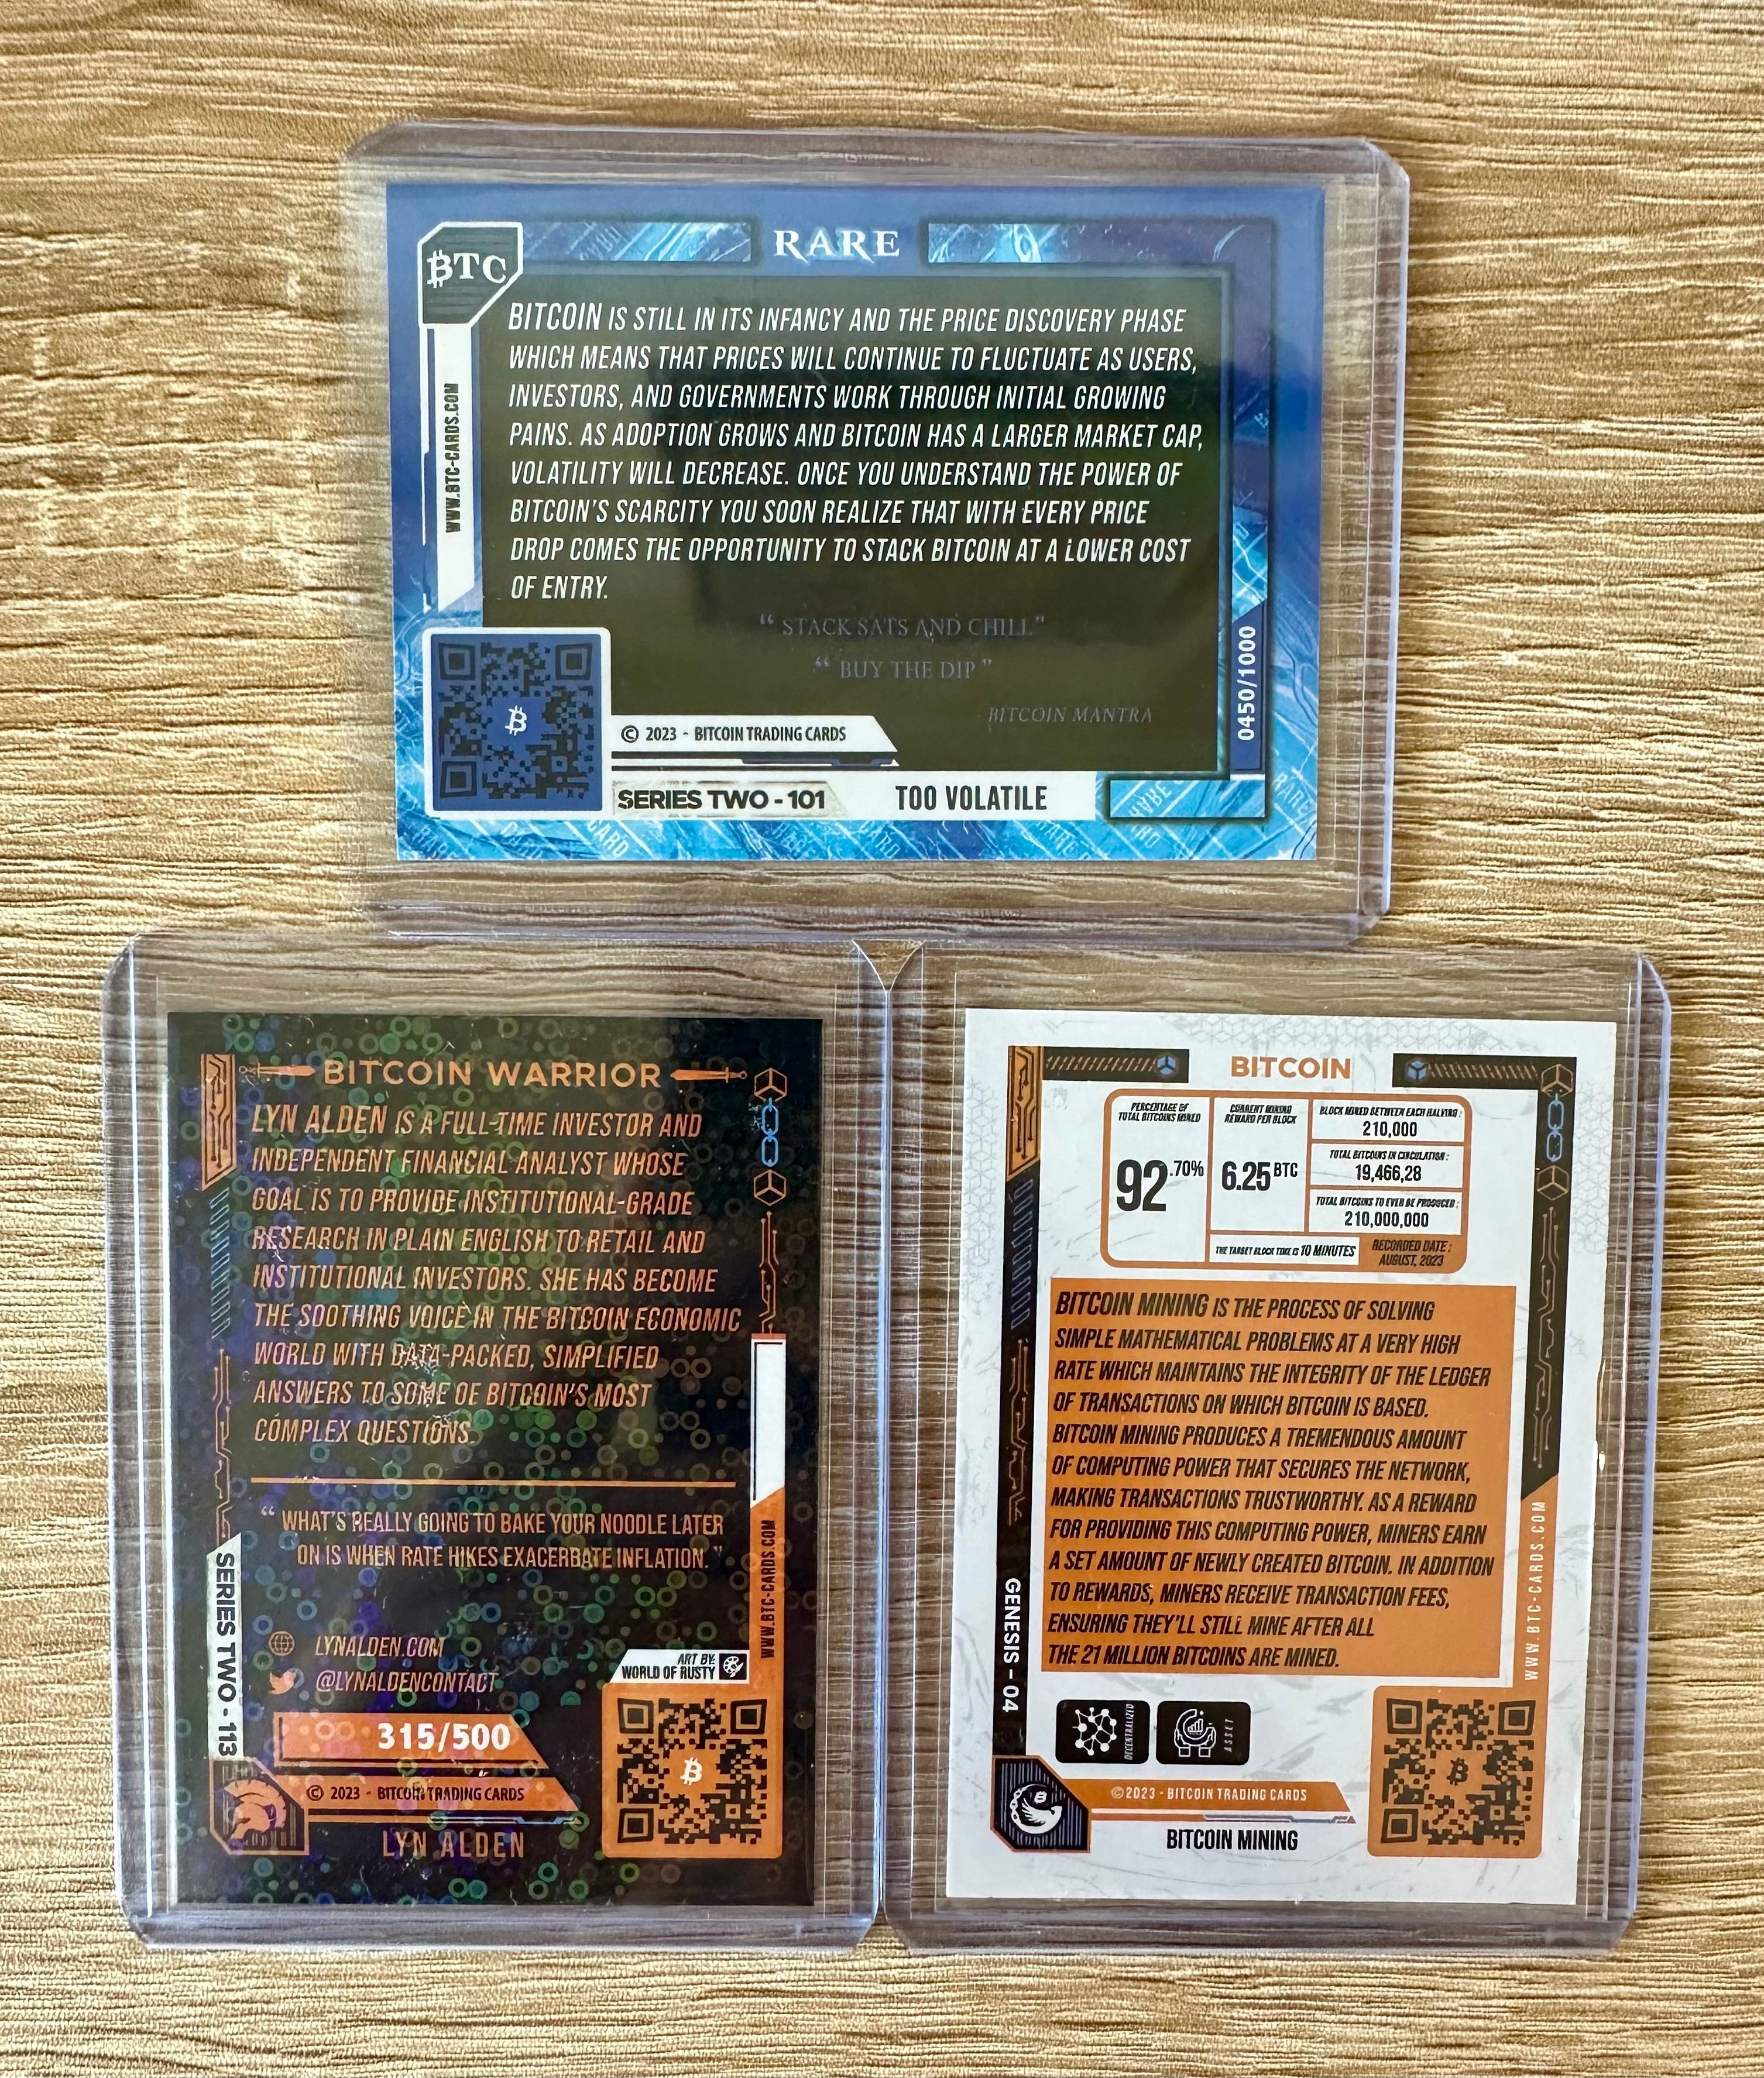 RARE
BTC
BITCOIN IS STILL IN ITS INFANCY AND THE PRICE DISCOVERY PHASE
WHICH MEANS THAT PRICES WILL CONTINUE TO FLUCTUATE AS USERS,
INVESTORS, AND GOVERNMENTS WORK THROUGH INITIAL GROWING
PAINS. AS ADOPTION GROWS AND BITCOIN HAS A LARGER MARKET CAP,
VOLATILITY WILL DECREASE. ONCE YOU UNDERSTAND THE POWER OF
BITCOIN'S SCARCITY YOU SOON REALIZE THAT WITH EVERY PRICE
DROP COMES THE OPPORTUNITY TO STACK BITCOIN AT A LOWER COST
OF ENTRY.
“ STACK SATS AND CHILL”
“ BUY THE DIP ”
BITCOIN MANTRA
WWW.BTC-CARDS.COM
0450/1000
© 2023 - BITCOIN TRADING CARDS
SERIES TWO - 101 TOO VOLATILE
BITCOIN WARRIOR
LYN ALDEN IS A FULL-TIME INVESTOR AND
INDEPENDENT FINANCIAL ANALYST WHOSE
GOAL IS TO PROVIDE INSTITUTIONAL-GRADE
RESEARCH IN PLAIN ENGLISH TO RETAIL AND
INSTITUTIONAL INVESTORS. SHE HAS BECOME
THE SOOTHING VOICE IN THE BITCOIN ECONOMIC
WORLD WITH DATA-PACKED, SIMPLIFIED
ANSWERS TO SOME OF BITCOIN'S MOST
COMPLEX QUESTIONS.
“ WHAT'S REALLY GOING TO BAKE YOUR NOODLE LATER
ON IS WHEN RATE HIKES EXACERBATE INFLATION.”
LYNALDEN.COM
@LYNALDENCONTACT
ART BY:
WORLD OF RUSTY
WWW.BTC-CARDS.COM
SERIES TWO - 113
315/500
© 2023 - BITCOIN TRADING CARDS
LYN ALDEN
BITCOIN
PERCENTAGE OF
TOTAL BITCOINS MINED
92.70%
CURRENT MINING
REWARD PER BLOCK
6.25 BTC
BLOCK MINED BETWEEN EACH HALVING :
210,000
TOTAL BITCOINS IN CIRCULATION :
19,466,28
TOTAL BITCOINS TO EVER BE PRODUCED :
210,000,000
THE TARGET BLOCK TIME IS 10 MINUTES
RECORDED DATE :
AUGUST, 2023
BITCOIN MINING IS THE PROCESS OF SOLVING
SIMPLE MATHEMATICAL PROBLEMS AT A VERY HIGH
RATE WHICH MAINTAINS THE INTEGRITY OF THE LEDGER
OF TRANSACTIONS ON WHICH BITCOIN IS BASED.
BITCOIN MINING PRODUCES A TREMENDOUS AMOUNT
OF COMPUTING POWER THAT SECURES THE NETWORK,
MAKING TRANSACTIONS TRUSTWORTHY. AS A REWARD
FOR PROVIDING THIS COMPUTING POWER, MINERS EARN
A SET AMOUNT OF NEWLY CREATED BITCOIN. IN ADDITION
TO REWARDS, MINERS RECEIVE TRANSACTION FEES,
ENSURING THEY'LL STILL MINE AFTER ALL
THE 21 MILLION BITCOINS ARE MINED.
GENESIS - 04
WWW.BTC-CARDS.COM
DECENTRALIZED
ASSET
©2023 - BITCOIN TRADING CARDS
BITCOIN MINING